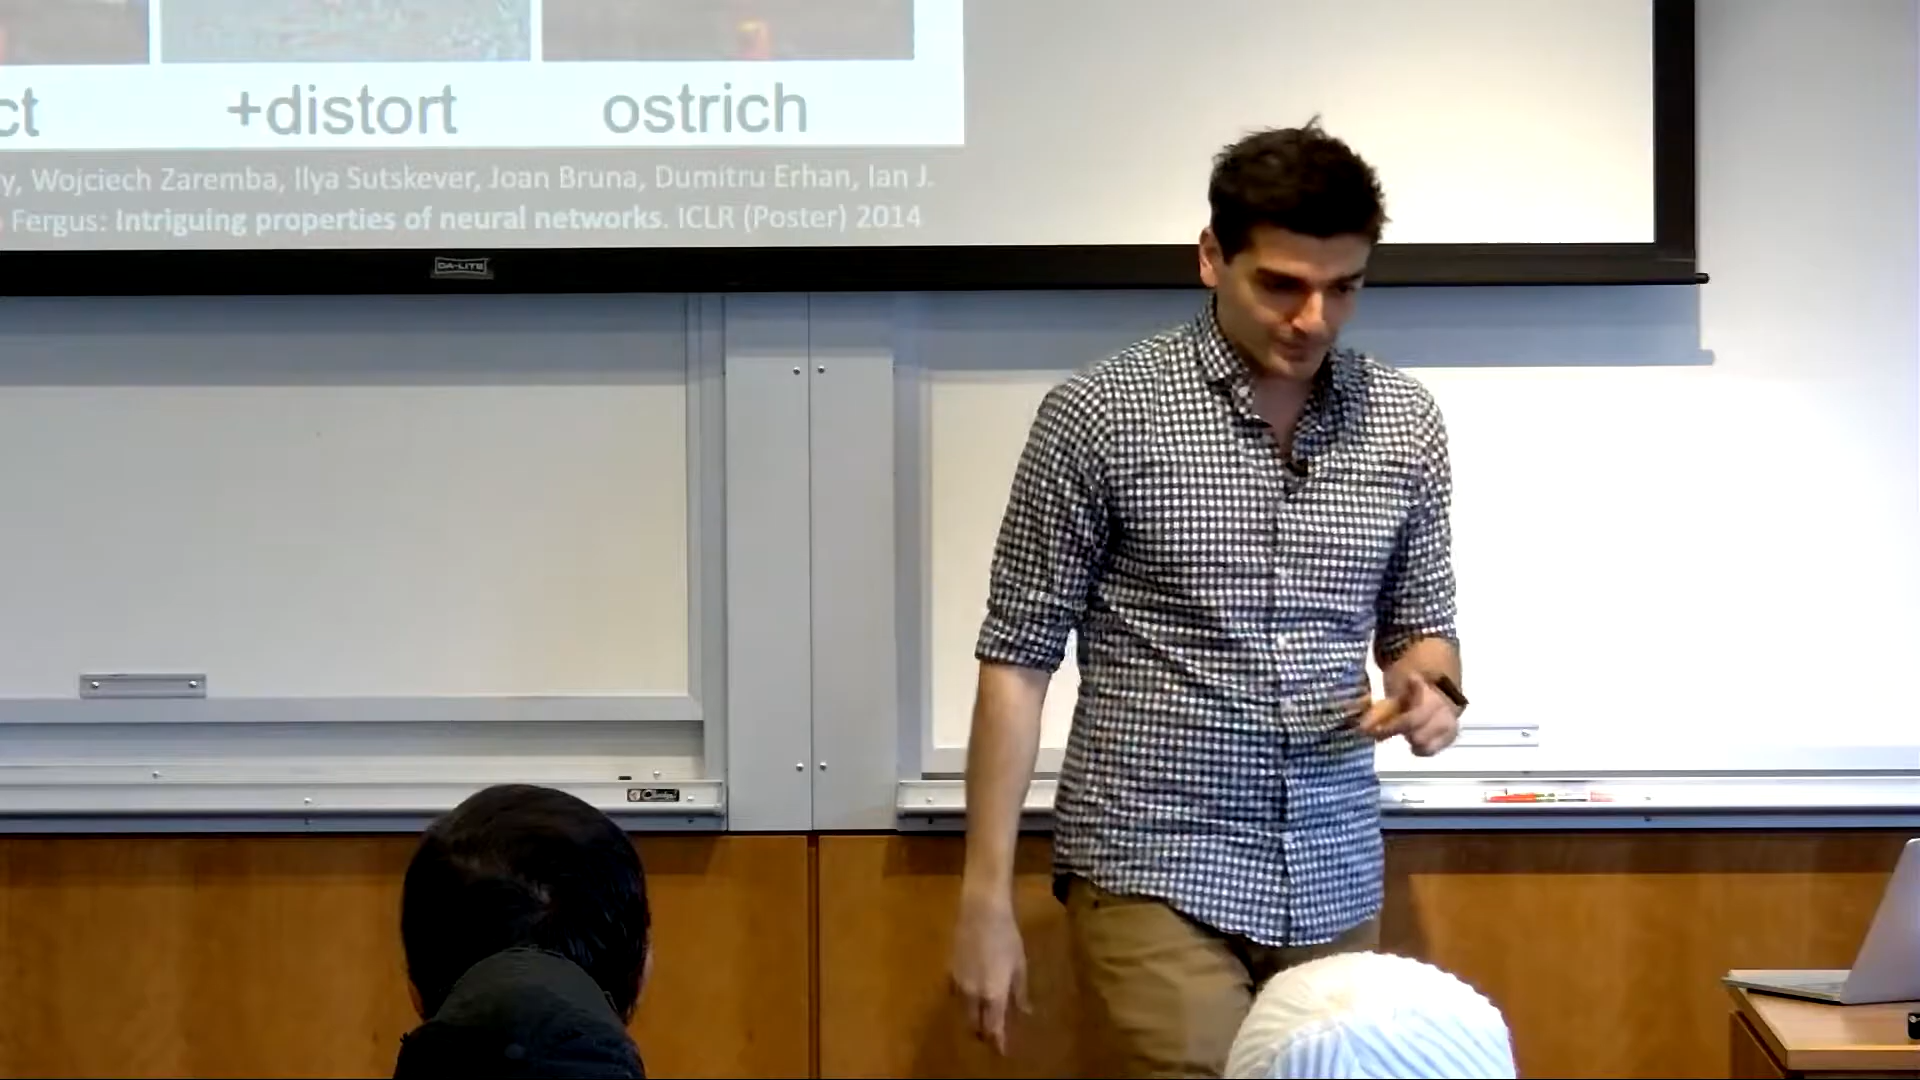 ct +distort ostrich
y, Wojciech Zaremba, Ilya Sutskever, Joan Bruna, Dumitru Erhan, Ian J.
Fergus: Intriguing properties of neural networks. ICLR (Poster) 2014
DA-LITE